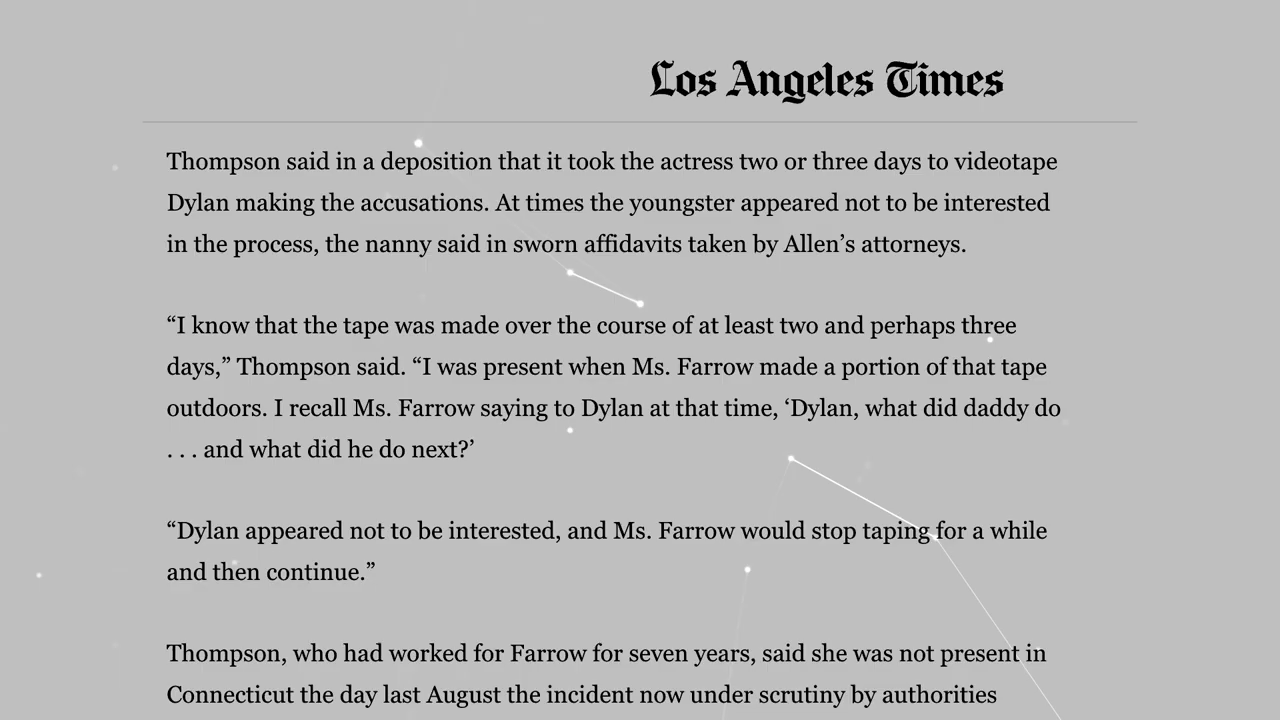 Los Angeles Times
Thompson said in a deposition that it took the actress two or three days to videotape
Dylan making the accusations. At times the youngster appeared not to be interested
in the process, the nanny said in sworn affidavits taken by Allen’s attorneys.
“I know that the tape was made over the course of at least two and perhaps three
days,” Thompson said. “I was present when Ms. Farrow made a portion of that tape
outdoors. I recall Ms. Farrow saying to Dylan at that time, ‘Dylan, what did daddy do
. . . and what did he do next?’
“Dylan appeared not to be interested, and Ms. Farrow would stop taping for a while
and then continue.”
Thompson, who had worked for Farrow for seven years, said she was not present in
Connecticut the day last August the incident now under scrutiny by authorities